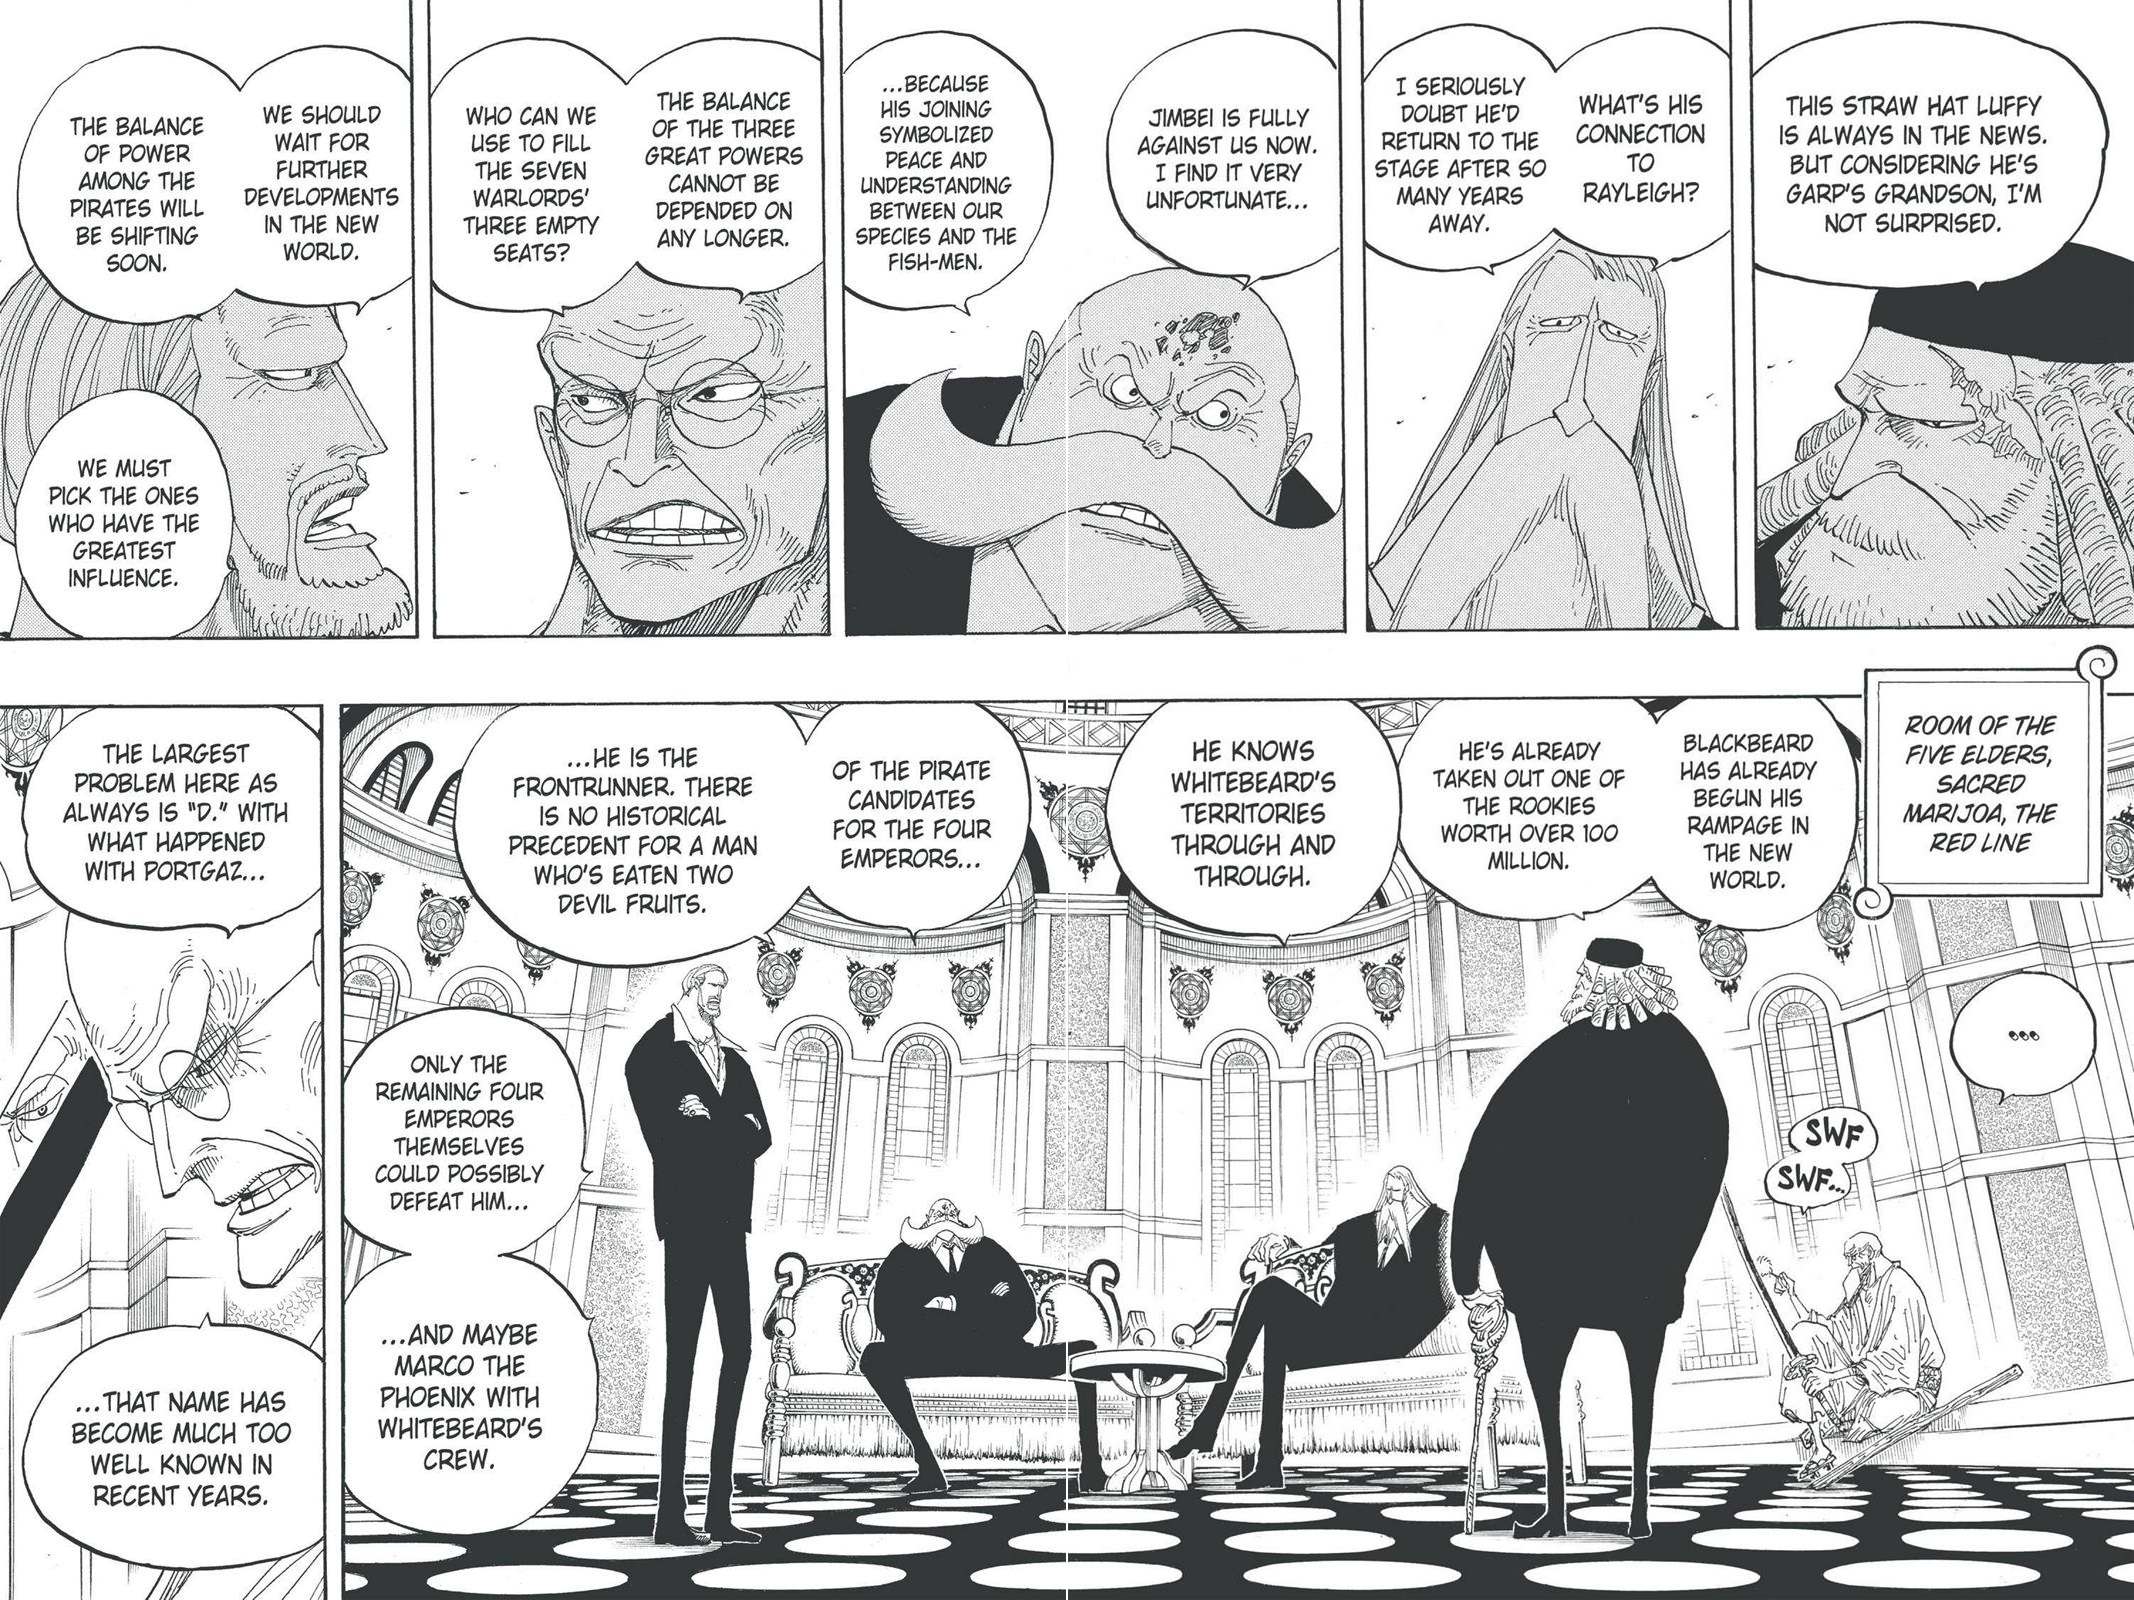 THIS STRAW HAT LUFFY
IS ALWAYS IN THE NEWS.
BUT CONSIDERING HE'S
GARP'S GRANDSON, I'M
NOT SURPRISED.
WHAT'S HIS
CONNECTION
TO
RAYLEIGH?
I SERIOUSLY
DOUBT HE'D
RETURN TO THE
STAGE AFTER SO
MANY YEARS
AWAY.
JIMBEI IS FULLY
AGAINST US NOW.
I FIND IT VERY
UNFORTUNATE...
...BECAUSE
HIS JOINING
SYMBOLIZED
PEACE AND
UNDERSTANDING
BETWEEN OUR
SPECIES AND THE
FISH-MEN.
THE BALANCE
OF THE THREE
GREAT POWERS
CANNOT BE
DEPENDED ON
ANY LONGER.
WHO CAN WE
USE TO FILL
THE SEVEN
WARLORDS'
THREE EMPTY
SEATS?
WE SHOULD
WAIT FOR
FURTHER
DEVELOPMENTS
IN THE NEW
WORLD.
THE BALANCE
OF POWER
AMONG THE
PIRATES WILL
BE SHIFTING
SOON.
WE MUST
PICK THE ONES
WHO HAVE THE
GREATEST
INFLUENCE.
ROOM OF THE
FIVE ELDERS,
SACRED
MARIJOA, THE
RED LINE
BLACKBEARD
HAS ALREADY
BEGUN HIS
RAMPAGE IN
THE NEW
WORLD.
HE'S ALREADY
TAKEN OUT ONE OF
THE ROOKIES
WORTH OVER 100
MILLION.
HE KNOWS
WHITEBEARD'S
TERRITORIES
THROUGH AND
THROUGH.
OF THE PIRATE
CANDIDATES
FOR THE FOUR
EMPERORS...
...HE IS THE
FRONTRUNNER. THERE
IS NO HISTORICAL
PRECEDENT FOR A MAN
WHO'S EATEN TWO
DEVIL FRUITS.
...
SWF
SWF...
ONLY THE
REMAINING FOUR
EMPERORS
THEMSELVES
COULD POSSIBLY
DEFEAT HIM...
...AND MAYBE
MARCO THE
PHOENIX WITH
WHITEBEARD'S
CREW.
THE LARGEST
PROBLEM HERE AS
ALWAYS IS "D." WITH
WHAT HAPPENED
WITH PORTGAZ...
...THAT NAME HAS
BECOME MUCH TOO
WELL KNOWN IN
RECENT YEARS.